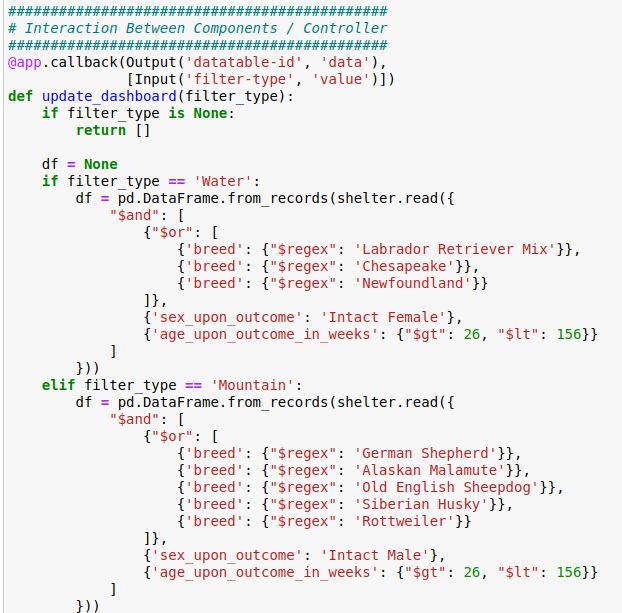 #############################################
# Interaction Between Components / Controller
#############################################
@app.callback(Output('datatable-id', 'data'),
              [Input('filter-type', 'value')])
def update_dashboard(filter_type):
    if filter_type is None:
        return []

    df = None
    if filter_type == 'Water':
        df = pd.DataFrame.from_records(shelter.read({
            "$and": [
                {"$or": [
                    {'breed': {"$regex": 'Labrador Retriever Mix'}},
                    {'breed': {"$regex": 'Chesapeake'}},
                    {'breed': {"$regex": 'Newfoundland'}}
                ]},
                {'sex_upon_outcome': 'Intact Female'},
                {'age_upon_outcome_in_weeks': {"$gt": 26, "$lt": 156}}
            ]
        }))
    elif filter_type == 'Mountain':
        df = pd.DataFrame.from_records(shelter.read({
            "$and": [
                {"$or": [
                    {'breed': {"$regex": 'German Shepherd'}},
                    {'breed': {"$regex": 'Alaskan Malamute'}},
                    {'breed': {"$regex": 'Old English Sheepdog'}},
                    {'breed': {"$regex": 'Siberian Husky'}},
                    {'breed': {"$regex": 'Rottweiler'}}
                ]},
                {'sex_upon_outcome': 'Intact Male'},
                {'age_upon_outcome_in_weeks': {"$gt": 26, "$lt": 156}}
            ]
        }))